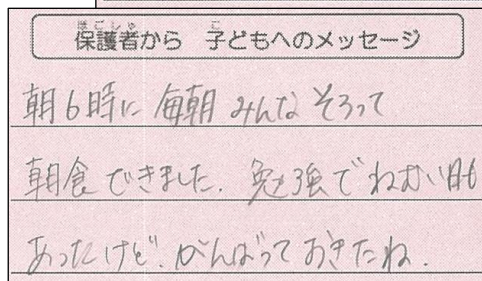 保護者から 子どもへのメッセージ
朝6時に 毎朝 みんな そろって
朝食 できました. 勉強で ねむい日も
あったけど. がんばって おきたね.